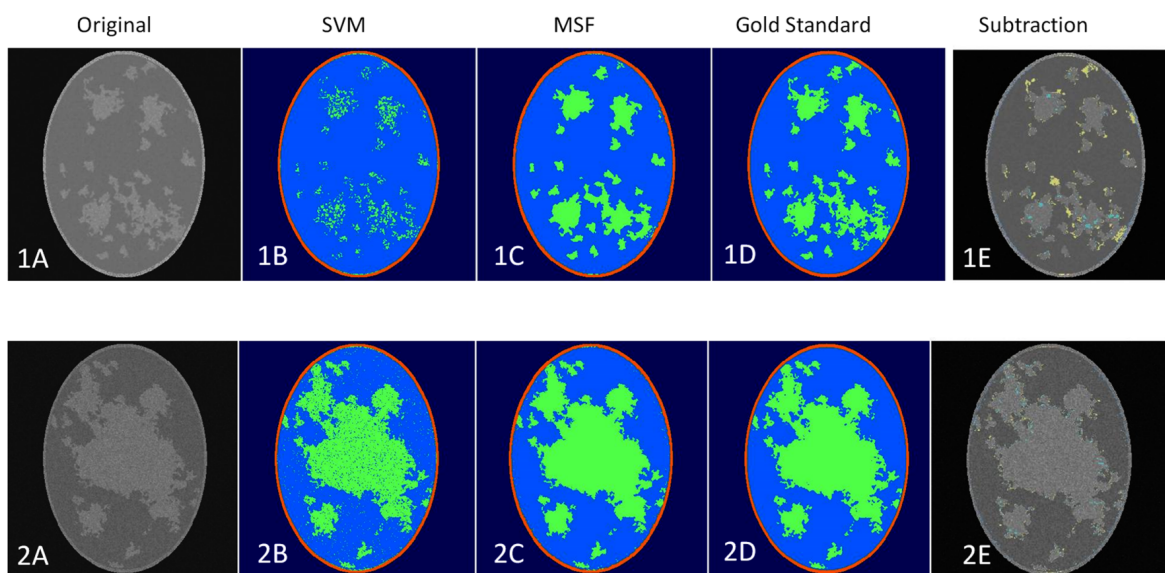 Original SVM MSF Gold Standard Subtraction
1A 1B 1C 1D 1E
2A 2B 2C 2D 2E